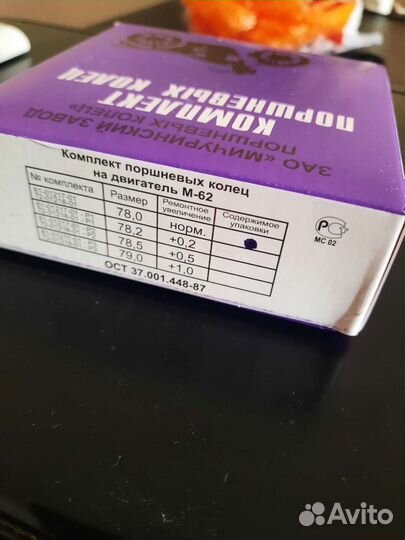 ЗАО «МИЧУРИНСКИЙ ЗАВОД
ПОРШНЕВЫХ КОЛЕЦ»
КОМПЛЕКТ
ПОРШНЕВЫХ КОЛЕЦ
Комплект поршневых колец
на двигатель М-62
№ комплекта Размер Ремонтное увеличение Содержимое упаковки
78,0 норм.
78,2 +0,2
78,5 +0,5
79,0 +1,0
ОСТ 37.001.448-87
РСТ
МС 02
Avito